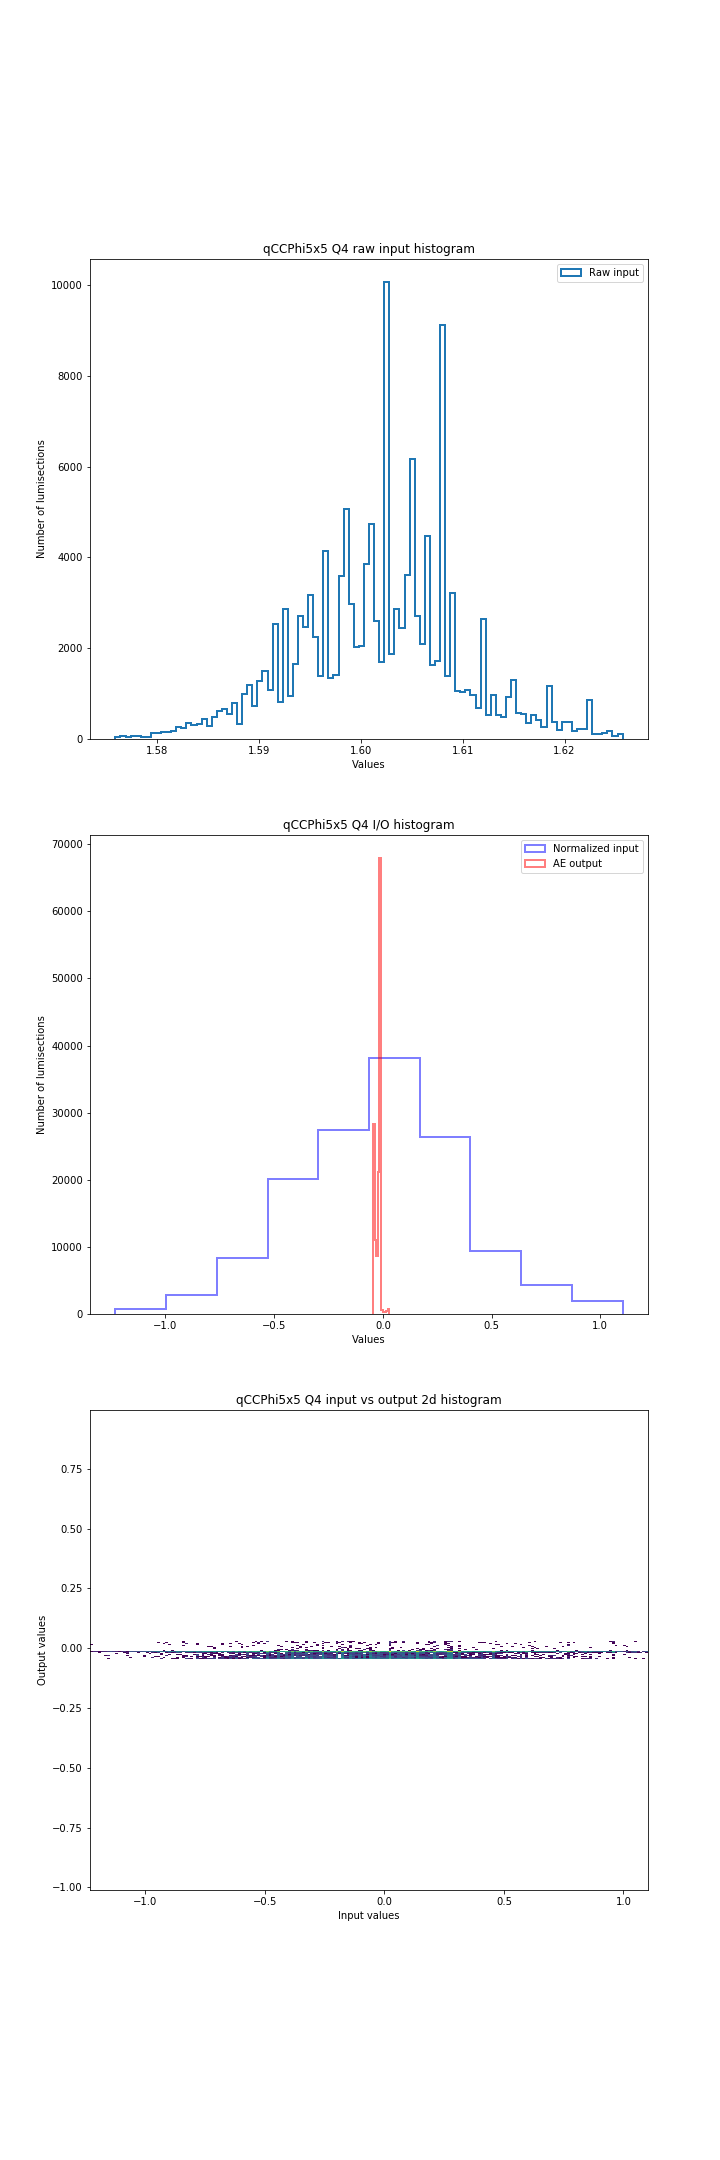 qCCPhi5x5 Q4 raw input histogram
Raw input
10000
8000
6000
4000
2000
0
Number of lumisections
1.58 1.59 1.60 1.61 1.62
Values
qCCPhi5x5 Q4 I/O histogram
Normalized input
AE output
70000
60000
50000
40000
30000
20000
10000
0
Number of lumisections
−1.0 −0.5 0.0 0.5 1.0
Values
qCCPhi5x5 Q4 input vs output 2d histogram
0.75
0.50
0.25
0.00
−0.25
−0.50
−0.75
−1.00
Output values
−1.0 −0.5 0.0 0.5 1.0
Input values